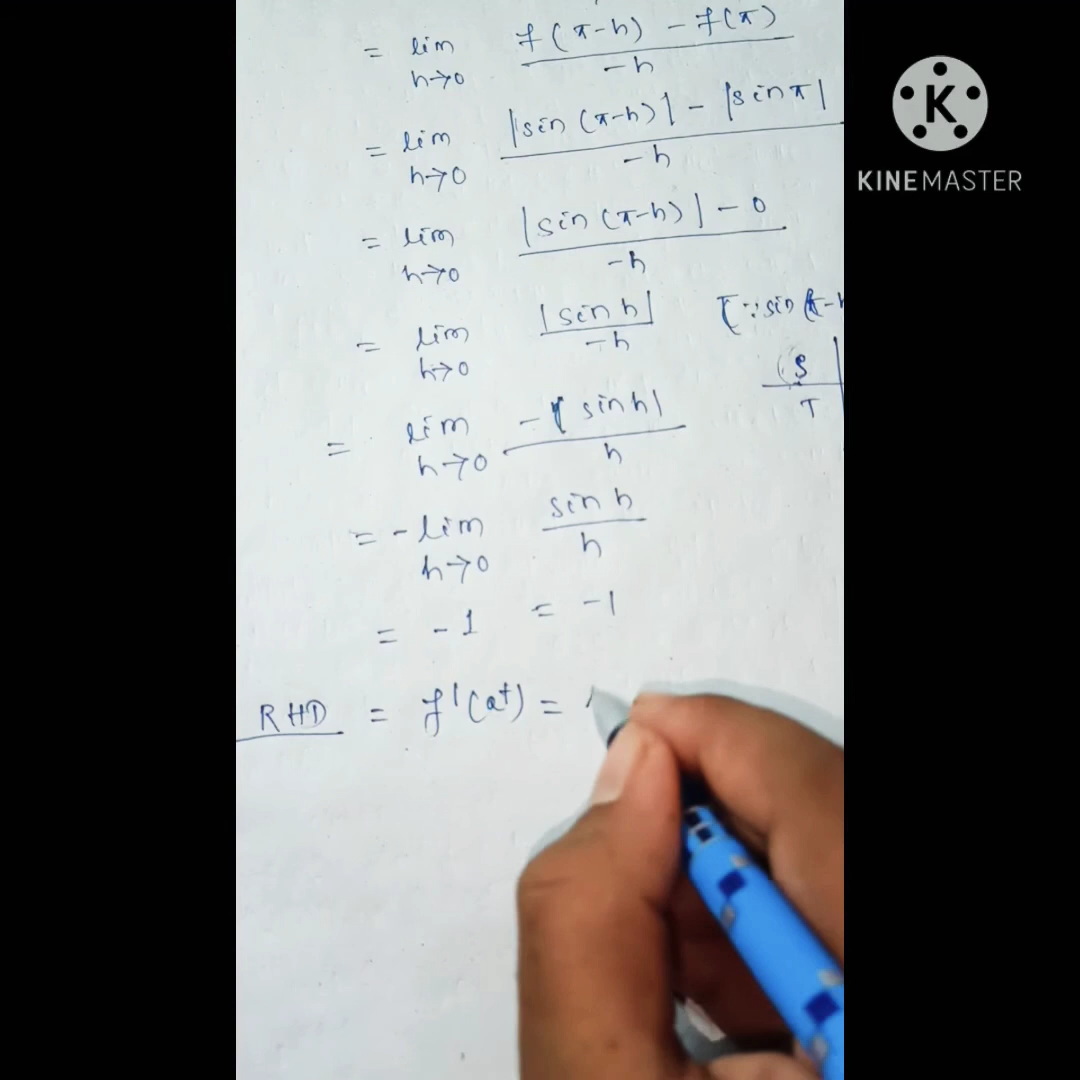 = lim f(π-h) - f(π)
h→0 -h
= lim |sin(π-h)| - |sinπ|
h→0 -h
= lim |sin(π-h)| - 0
h→0 -h
= lim |sin h| [∵ sin(π-h
h→0 -h
S
T
= lim -|sin h|
h→0 h
= - lim sin h
h→0 h
= -1 = -1
RHD = f'(a+) =
K
KINEMASTER